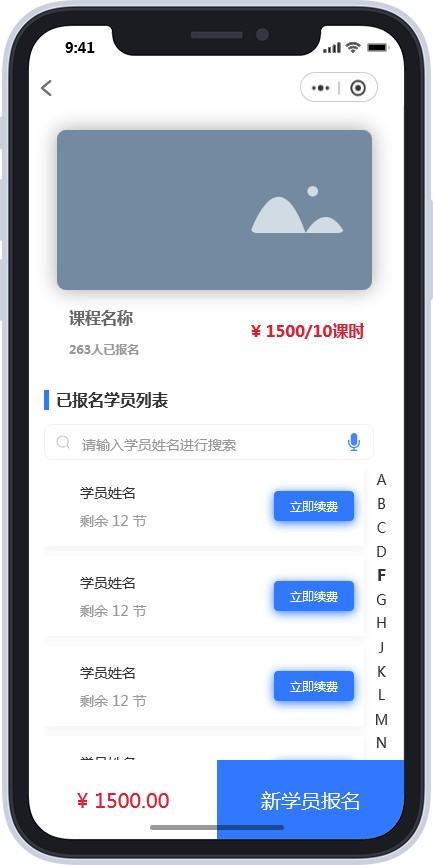 9:41
课程名称
¥ 1500/10课时
263人已报名
已报名学员列表
请输入学员姓名进行搜索
学员姓名
剩余 12 节
立即续费
学员姓名
剩余 12 节
立即续费
学员姓名
剩余 12 节
立即续费
A
B
C
D
F
G
H
J
K
L
M
N
¥ 1500.00
新学员报名